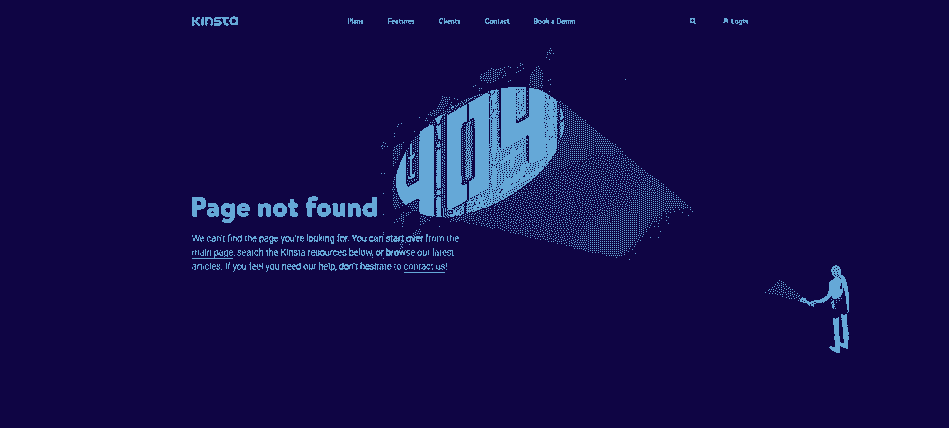 Kinsta
Plans Features Clients Contact Book a Demo Login
404
Page not found
We can't find the page you're looking for. You can start over from the
main page, search the Kinsta resources below, or browse our latest
articles. If you feel you need our help, don't hesitate to contact us!